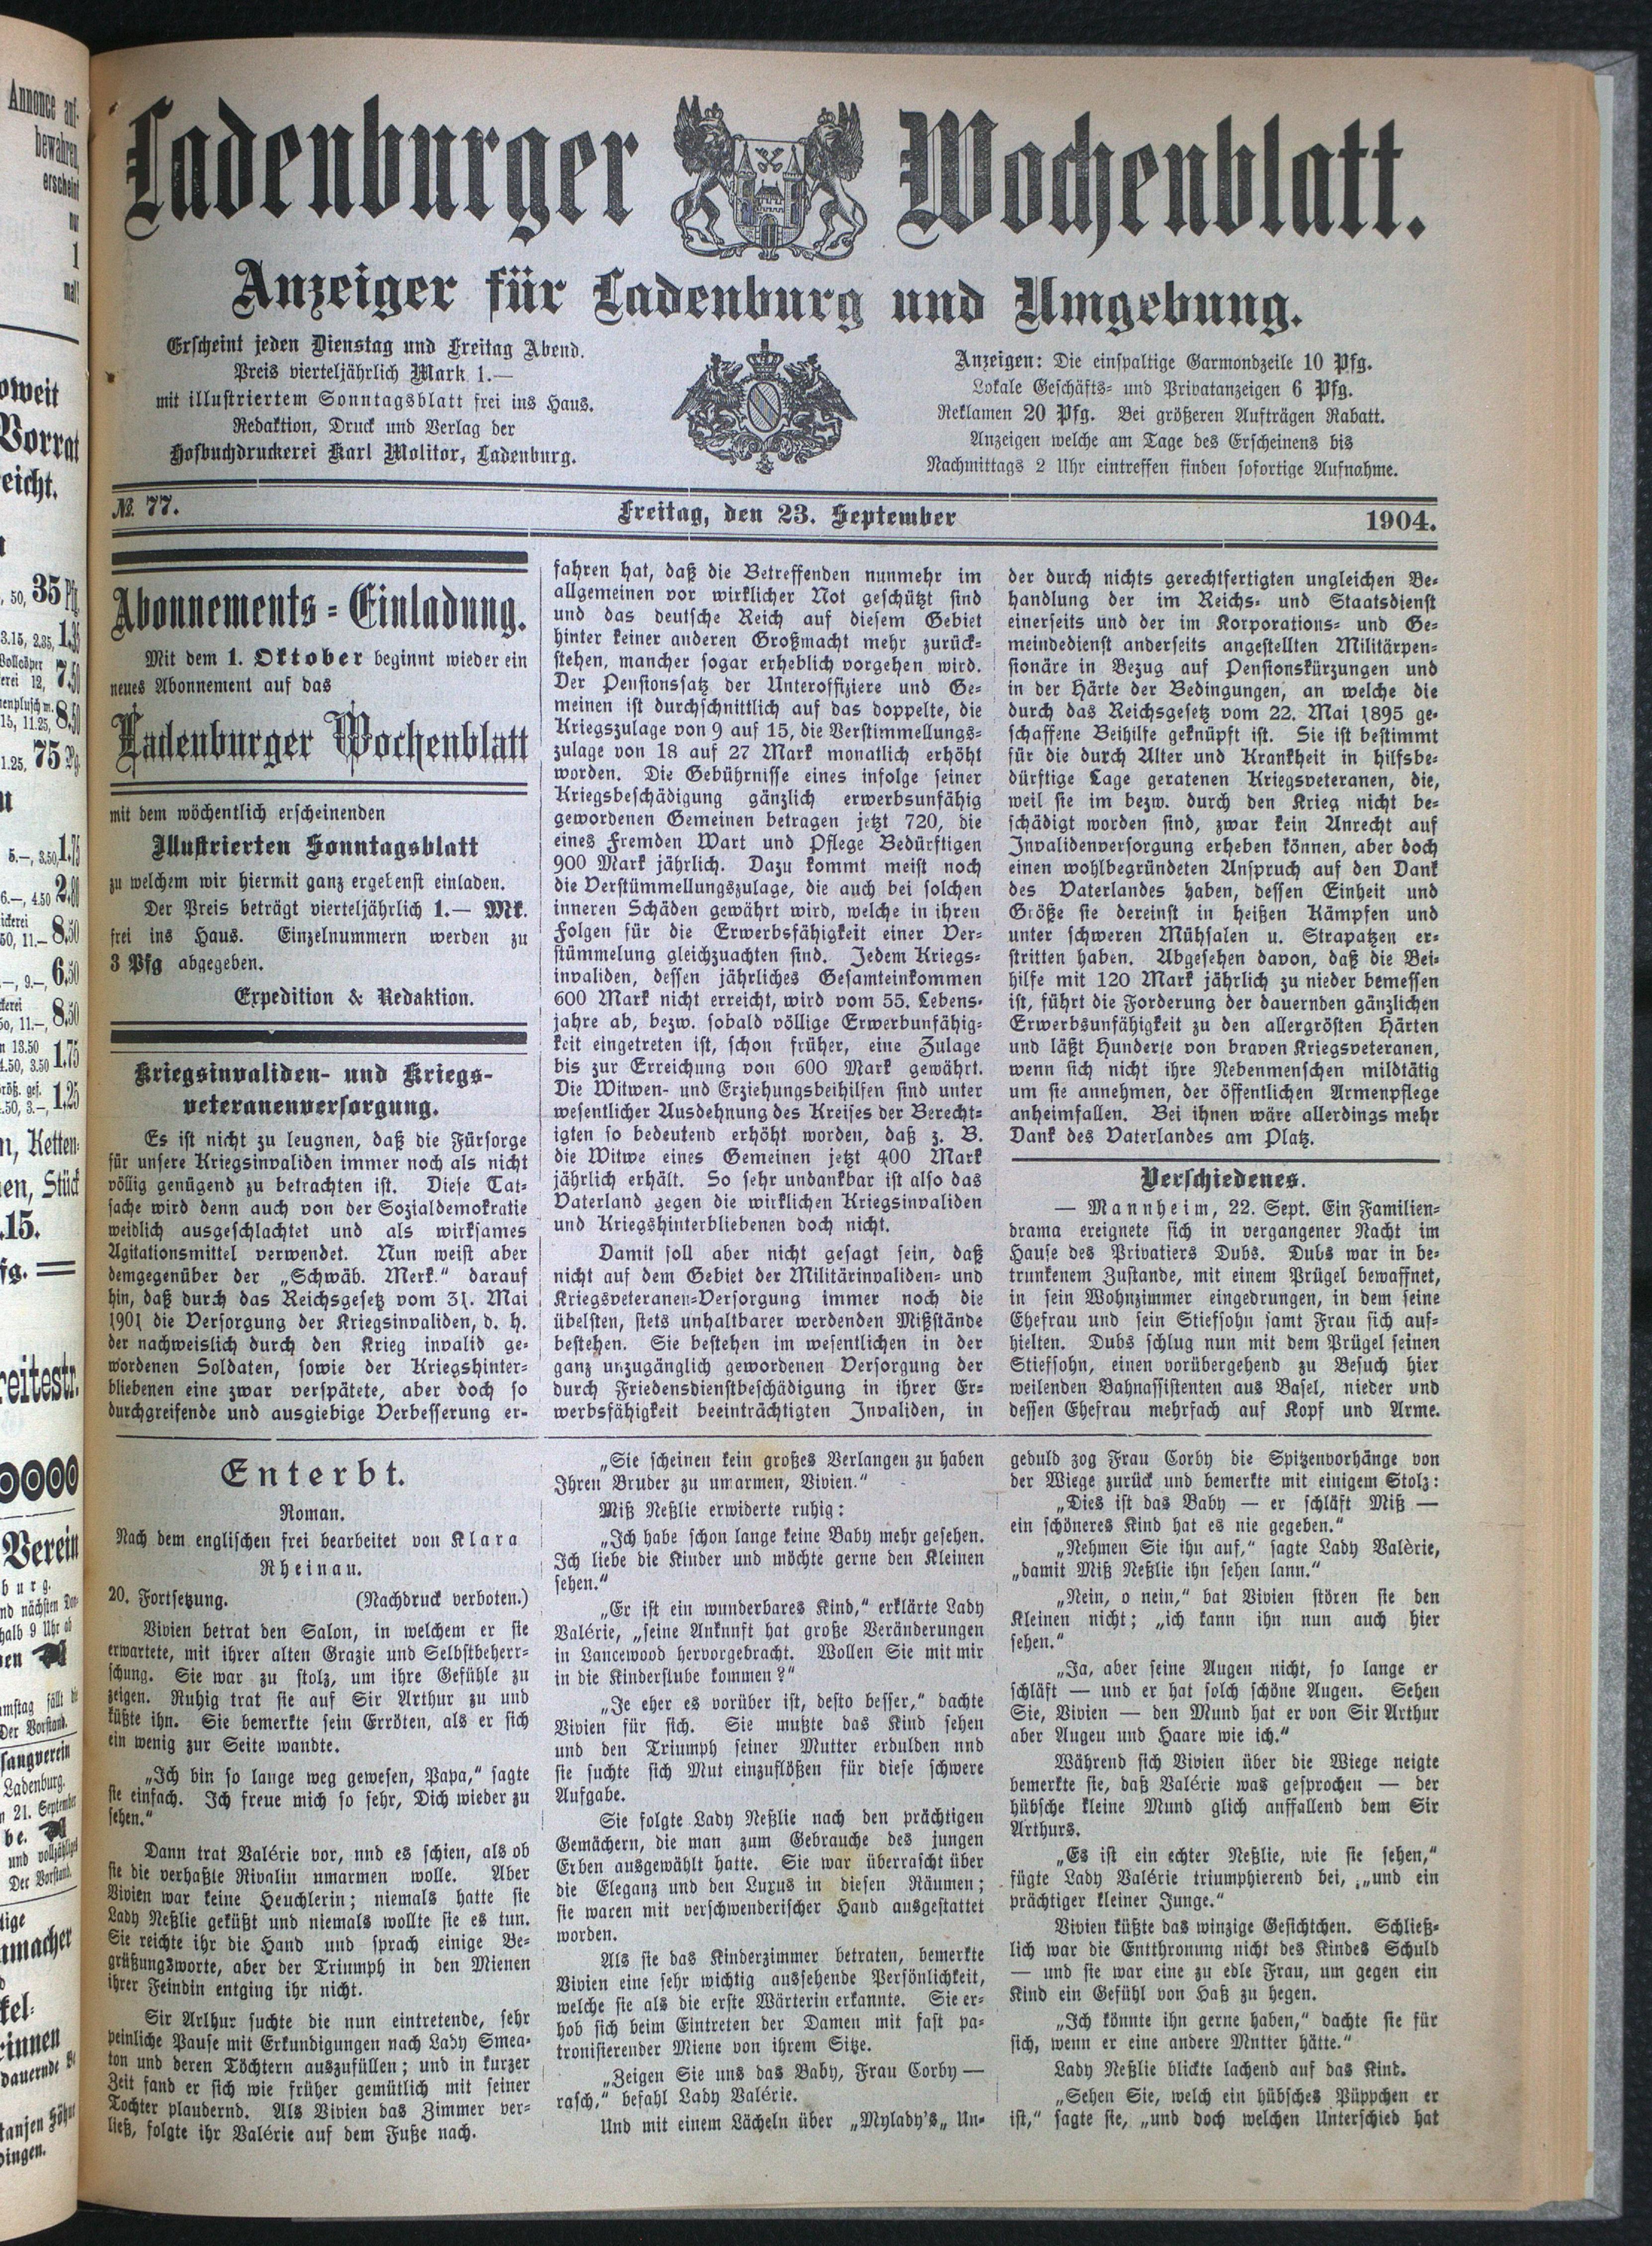 Ladenburger Wochenblatt.
Anzeiger für Ladenburg und Umgebung.
Erscheint jeden Dienstag und Freitag Abend.
Preis vierteljährlich Mark 1.—
mit illustriertem Sonntagsblatt frei ins Haus.
Redaktion, Druck und Verlag der
Hofbuchdruckerei Karl Molitor, Ladenburg.
Anzeigen: Die einspaltige Garmondzeile 10 Pfg.
Lokale Geschäfts- und Privatanzeigen 6 Pfg.
Reklamen 20 Pfg. Bei größeren Aufträgen Rabatt.
Anzeigen welche am Tage des Erscheinens bis
Nachmittags 2 Uhr eintreffen finden sofortige Aufnahme.
№ 77. Freitag, den 23. September 1904.
Abonnements-Einladung.
Mit dem 1. Oktober beginnt wieder ein
neues Abonnement auf das
Ladenburger Wochenblatt
mit dem wöchentlich erscheinenden
Illustrierten Sonntagsblatt
zu welchem wir hiermit ganz ergebenst einladen.
Der Preis beträgt vierteljährlich 1.— Mk.
frei ins Haus. Einzelnummern werden zu
3 Pfg abgegeben.
Expedition & Redaktion.
Kriegsinvaliden- und Kriegs-
veteranenversorgung.
Es ist nicht zu leugnen, daß die Fürsorge
für unsere Kriegsinvaliden immer noch als nicht
völlig genügend zu betrachten ist. Diese Tat-
sache wird denn auch von der Sozialdemokratie
weidlich ausgeschlachtet und als wirksames
Agitationsmittel verwendet. Nun weist aber
demgegenüber der „Schwäb. Merk.“ darauf
hin, daß durch das Reichsgesetz vom 31. Mai
1901 die Versorgung der Kriegsinvaliden, d. h.
der nachweislich durch den Krieg invalid ge-
wordenen Soldaten, sowie der Kriegshinter-
bliebenen eine zwar verspätete, aber doch so
durchgreifende und ausgiebige Verbesserung er-
fahren hat, daß die Betreffenden nunmehr im
allgemeinen vor wirklicher Not geschützt sind
und das deutsche Reich auf diesem Gebiet
hinter keiner anderen Großmacht mehr zurück-
stehen, mancher sogar erheblich vorgehen wird.
Der Pensionssatz der Unteroffiziere und Ge-
meinen ist durchschnittlich auf das doppelte, die
Kriegszulage von 9 auf 15, die Verstimmellungs-
zulage von 18 auf 27 Mark monatlich erhöht
worden. Die Gebührnisse eines infolge seiner
Kriegsbeschädigung gänzlich erwerbsunfähig
gewordenen Gemeinen betragen jetzt 720, die
eines Fremden Wart und Pflege Bedürftigen
900 Mark jährlich. Dazu kommt meist noch
die Verstümmellungszulage, die auch bei solchen
inneren Schäden gewährt wird, welche in ihren
Folgen für die Erwerbsfähigkeit einer Ver-
stümmelung gleichzuachten sind. Jedem Kriegs-
invaliden, dessen jährliches Gesamteinkommen
600 Mark nicht erreicht, wird vom 55. Lebens-
jahre ab, bezw. sobald völlige Erwerbunfähig-
keit eingetreten ist, schon früher, eine Zulage
bis zur Erreichung von 600 Mark gewährt.
Die Witwen- und Erziehungsbeihilfen sind unter
wesentlicher Ausdehnung des Kreises der Berecht-
igten so bedeutend erhöht worden, daß z. B.
die Witwe eines Gemeinen jetzt 400 Mark
jährlich erhält. So sehr undankbar ist also das
Vaterland gegen die wirklichen Kriegsinvaliden
und Kriegshinterbliebenen doch nicht.
Damit soll aber nicht gesagt sein, daß
nicht auf dem Gebiet der Militärinvaliden- und
Kriegsveteranen-Versorgung immer noch die
übelsten, stets unhaltbarer werdenden Mißstände
bestehen. Sie bestehen im wesentlichen in der
ganz unzugänglich gewordenen Versorgung der
durch Friedensdienstbeschädigung in ihrer Er-
werbsfähigkeit beeinträchtigten Invaliden, in
der durch nichts gerechtfertigten ungleichen Be-
handlung der im Reichs- und Staatsdienst
einerseits und der im Korporations- und Ge-
meindedienst anderseits angestellten Militärpen-
sionäre in Bezug auf Pensionskürzungen und
in der Härte der Bedingungen, an welche die
durch das Reichsgesetz vom 22. Mai 1895 ge-
schaffene Beihilfe geknüpft ist. Sie ist bestimmt
für die durch Alter und Krankheit in hilfsbe-
dürftige Lage geratenen Kriegsveteranen, die,
weil sie im bezw. durch den Krieg nicht be-
schädigt worden sind, zwar kein Anrecht auf
Invalidenversorgung erheben können, aber doch
einen wohlbegründeten Anspruch auf den Dank
des Vaterlandes haben, dessen Einheit und
Größe sie dereinst in heißen Kämpfen und
unter schweren Mühsalen u. Strapatzen er-
stritten haben. Abgesehen davon, daß die Bei-
hilfe mit 120 Mark jährlich zu nieder bemessen
ist, führt die Forderung der dauernden gänzlichen
Erwerbsunfähigkeit zu den allergrösten Härten
und läßt Hunderte von braven Kriegsveteranen,
wenn sich nicht ihre Nebenmenschen mildtätig
um sie annehmen, der öffentlichen Armenpflege
anheimfallen. Bei ihnen wäre allerdings mehr
Dank des Vaterlandes am Platz.
Verschiedenes.
— Mannheim, 22. Sept. Ein Familien-
drama ereignete sich in vergangener Nacht im
Hause des Privatiers Dubs. Dubs war in be-
trunkenem Zustande, mit einem Prügel bewaffnet,
in sein Wohnzimmer eingedrungen, in dem seine
Ehefrau und sein Stiefsohn samt Frau sich auf-
hielten. Dubs schlug nun mit dem Prügel seinen
Stiefsohn, einen vorübergehend zu Besuch hier
weilenden Bahnassistenten aus Basel, nieder und
dessen Ehefrau mehrfach auf Kopf und Arme.
Enterbt.
Roman.
Nach dem englischen frei bearbeitet von Klara
Rheinau.
20. Fortsetzung. (Nachdruck verboten.)
Vivien betrat den Salon, in welchem er sie
erwartete, mit ihrer alten Grazie und Selbstbeherr-
schung. Sie war zu stolz, um ihre Gefühle zu
zeigen. Ruhig trat sie auf Sir Arthur zu und
küßte ihn. Sie bemerkte sein Erröten, als er sich
ein wenig zur Seite wandte.
„Ich bin so lange weg gewesen, Papa,“ sagte
sie einfach. Ich freue mich so sehr, Dich wieder zu
sehen.“
Dann trat Valérie vor, nnd es schien, als ob
sie die verhaßte Rivalin umarmen wolle. Aber
Vivien war keine Heuchlerin; niemals hatte sie
Lady Neßlie geküßt und niemals wollte sie es tun.
Sie reichte ihr die Hand und sprach einige Be-
grüßungsworte, aber der Triumph in den Mienen
ihrer Feindin entging ihr nicht.
Sir Arthur suchte die nun eintretende, sehr
peinliche Pause mit Erkundigungen nach Lady Smea-
ton und deren Töchtern auszufüllen; und in kurzer
Zeit fand er sich wie früher gemütlich mit seiner
Tochter plaudernd. Als Vivien das Zimmer ver-
ließ, folgte ihr Valérie auf dem Fuße nach.
„Sie scheinen kein großes Verlangen zu haben
Ihren Bruder zu umarmen, Vivien.“
Miß Neßlie erwiderte ruhig:
„Ich habe schon lange keine Baby mehr gesehen.
Ich liebe die Kinder und möchte gerne den Kleinen
sehen.“
„Er ist ein wunderbares Kind,“ erklärte Lady
Valérie, „seine Ankunft hat große Veränderungen
in Lancewood hervorgebracht. Wollen Sie mit mir
in die Kinderstube kommen?“
„Je eher es vorüber ist, desto besser,“ dachte
Vivien für sich. Sie mußte das Kind sehen
und den Triumph seiner Mutter erdulden nnd
sie suchte sich Mut einzuflößen für diese schwere
Aufgabe.
Sie folgte Lady Neßlie nach den prächtigen
Gemächern, die man zum Gebrauche des jungen
Erben ausgewählt hatte. Sie war überrascht über
die Eleganz und den Luxus in diesen Räumen;
sie waren mit verschwenderischer Hand ausgestattet
worden.
Als sie das Kinderzimmer betraten, bemerkte
Vivien eine sehr wichtig aussehende Persönlichkeit,
welche sie als die erste Wärterin erkannte. Sie er-
hob sich beim Eintreten der Damen mit fast pa-
tronisierender Miene von ihrem Sitze.
„Zeigen Sie uns das Baby, Frau Corby —
rasch,“ befahl Lady Valérie.
Und mit einem Lächeln über „Mylady's„ Un-
geduld zog Frau Corby die Spitzenvorhänge von
der Wiege zurück und bemerkte mit einigem Stolz:
„Dies ist das Baby — er schläft Miß —
ein schöneres Kind hat es nie gegeben.“
„Nehmen Sie ihn auf,“ sagte Lady Valèrie,
„damit Miß Neßlie ihn sehen lann.“
„Nein, o nein,“ bat Vivien stören sie den
Kleinen nicht; „ich kann ihn nun auch hier
sehen.“
„Ja, aber seine Augen nicht, so lange er
schläft — und er hat solch schöne Augen. Sehen
Sie, Vivien — den Mund hat er von Sir Arthur
aber Augen und Haare wie ich.“
Während sich Vivien über die Wiege neigte
bemerkte sie, daß Valérie was gesprochen — der
hübsche kleine Mund glich anffallend dem Sir
Arthurs.
„Es ist ein echter Neßlie, wie sie sehen,“
fügte Lady Valérie triumphierend bei, „und ein
prächtiger kleiner Junge.“
Vivien küßte das winzige Gesichtchen. Schließ-
lich war die Entthronung nicht des Kindes Schuld
— und sie war eine zu edle Frau, um gegen ein
Kind ein Gefühl von Haß zu hegen.
„Ich könnte ihn gerne haben,“ dachte sie für
sich, wenn er eine andere Mntter hätte.“
Lady Neßlie blickte lachend auf das Kind.
„Sehen Sie, welch ein hübsches Püppchen er
ist,“ sagte sie, „und doch welchen Unterschied hat